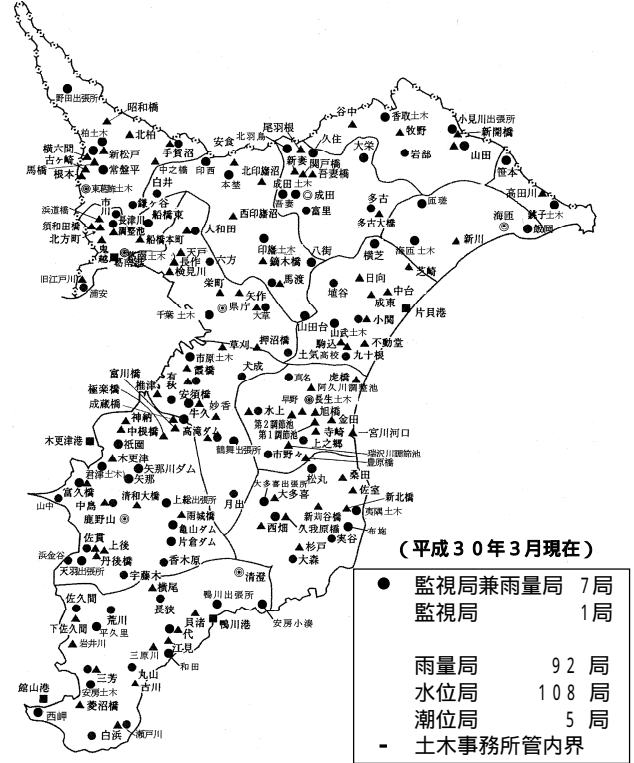 野田出張所
昭和橋
柏土木
北柏
横六間
新松戸
手賀沼
古ヶ崎
馬橋
根本
常盤平
中之橋
安食
北羽鳥
尾羽根
久住
谷中
香取土木
牧野
小見川出張所
新開橋
山田
笹本
大栄
岩部
新妻
関戸橋
吾妻橋
印西
本埜
北印旛沼
成田土木
成田
吾妻
富里
白井
東葛飾土木
市川
鎌ヶ谷
浜道橋
長津川
調整池
船橋東
須和田橋
北方町
鬼越
船橋本町
葛南土木
人和田
西印旛沼
多古
多古大橋
匝瑳
高田川
海匝
銚子土木
飯岡
天戸
長作
検見川
六方
印旛土木
鏑木橋
八街
横芝
海匝土木
新川
旧江戸川
浦安
芝崎
栄町
矢作
県庁
大草
千葉土木
馬渡
埴谷
日向
中台
成東
片貝港
山田台
小関
山武土木
駒込
不動堂
九十根
草刈
押沼橋
土気高校
市原土木
霞橋
犬成
真名
虎橋
阿久川調整池
富川橋
極楽橋
椎津
有秋
成蔵橋
安須橋
牛久
妙香
早野
長生土木
水上
旭橋
第2調節池
第1調節池
金田
寺崎
宮川河口
上之郷
瑞沢川調節池
豊原橋
神納
中根橋
高滝ダム
木更津港
祇園
鶴舞出張所
市野々
木更津
君津土木
矢那川ダム
矢那
松丸
桑田
佐室
富久橋
山中
中島
清和大橋
上総出張所
月出
大多喜出張所
大多喜
新北橋
夷隅土木
新苅谷橋
鹿野山
雨城橋
亀山ダム
片倉ダム
西畑
久我原橋
布施
実谷
杉戸
大森
佐貫
上後
丹後橋
浜金谷
天羽出張所
香木原
宇藤木
清澄
横尾
長狭
鴨川出張所
安房小湊
佐久間
荒川
下佐久間
平久里
岩井川
貝渚
鴨川港
代
江見
三原川
和田
三芳
安房土木
丸山
古川
館山港
菱沼橋
西岬
白浜
瀬戸川
（平成３０年３月現在）
● 監視局兼雨量局 7局
監視局 1局
雨量局 92 局
水位局 108 局
潮位局 5 局
- 土木事務所管内界